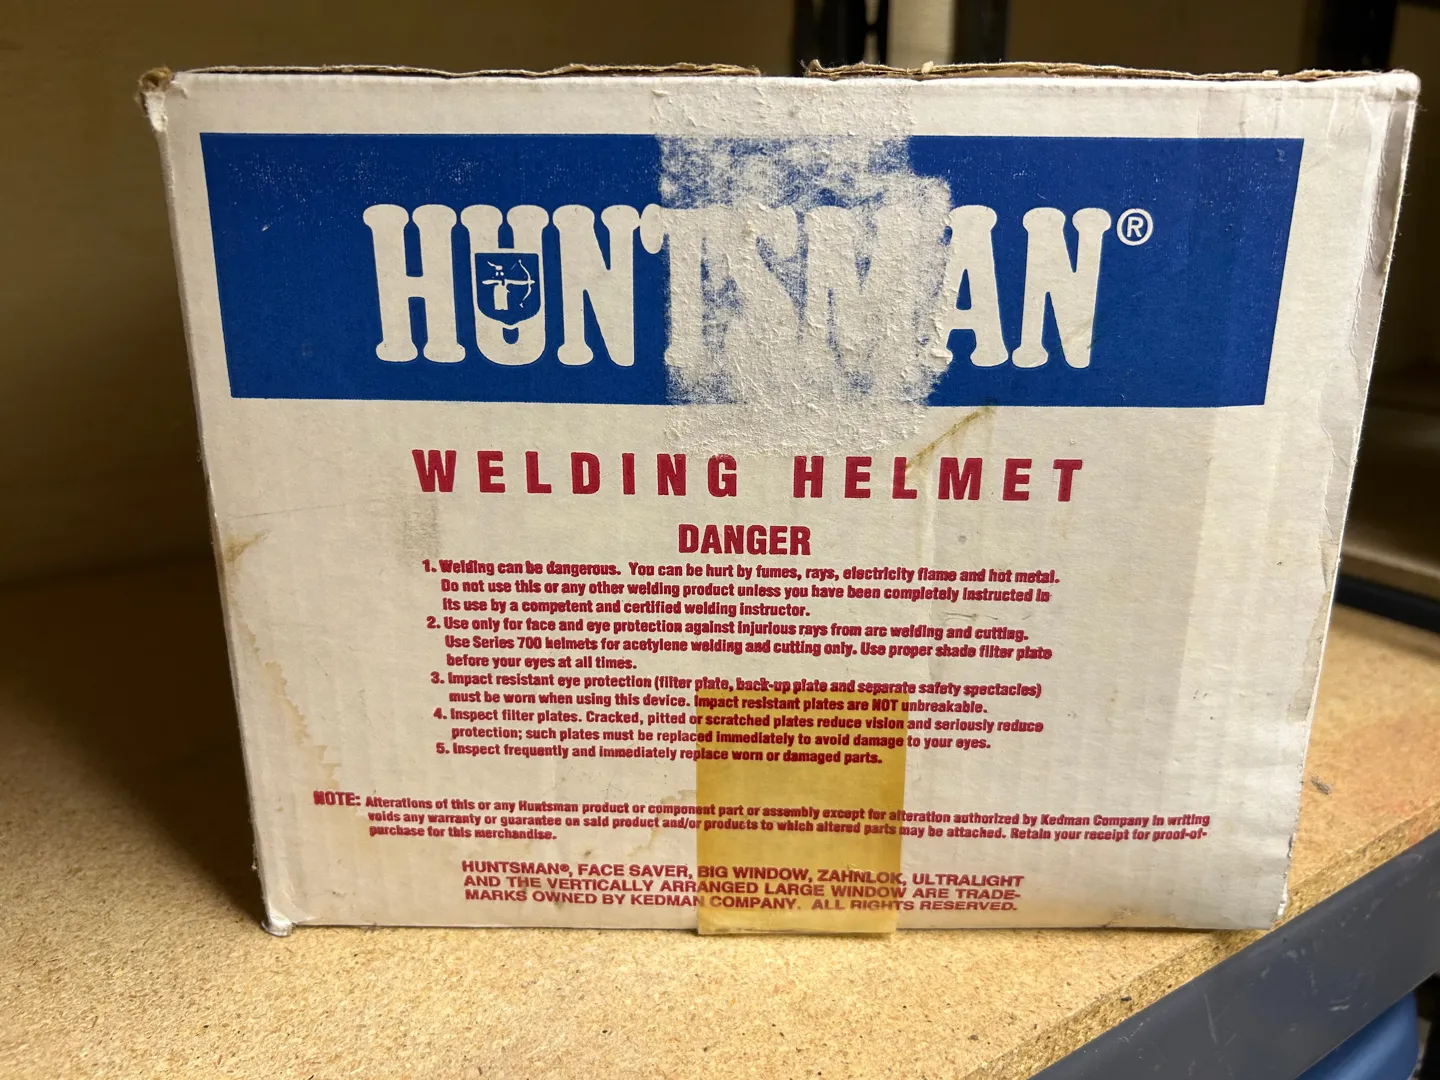 HUNTSMAN®
WELDING HELMET
DANGER
1. Welding can be dangerous. You can be hurt by fumes, rays, electricity flame and hot metal.
Do not use this or any other welding product unless you have been completely instructed in
its use by a competent and certified welding instructor.
2. Use only for face and eye protection against injurious rays from arc welding and cutting.
Use Series 700 helmets for acetylene welding and cutting only. Use proper shade filter plate
before your eyes at all times.
3. Impact resistant eye protection (filter plate, back-up plate and separate safety spectacles)
must be worn when using this device. Impact resistant plates are NOT unbreakable.
4. Inspect filter plates. Cracked, pitted or scratched plates reduce vision and seriously reduce
protection; such plates must be replaced immediately to avoid damage to your eyes.
5. Inspect frequently and immediately replace worn or damaged parts.
NOTE: Alterations of this or any Huntsman product or component part or assembly except for alteration authorized by Kedman Company in writing
voids any warranty or guarantee on said product and/or products to which altered parts may be attached. Retain your receipt for proof-of-
purchase for this merchandise.
HUNTSMAN®, FACE SAVER, BIG WINDOW, ZAHNLOK, ULTRALIGHT
AND THE VERTICALLY ARRANGED LARGE WINDOW ARE TRADE-
MARKS OWNED BY KEDMAN COMPANY. ALL RIGHTS RESERVED.